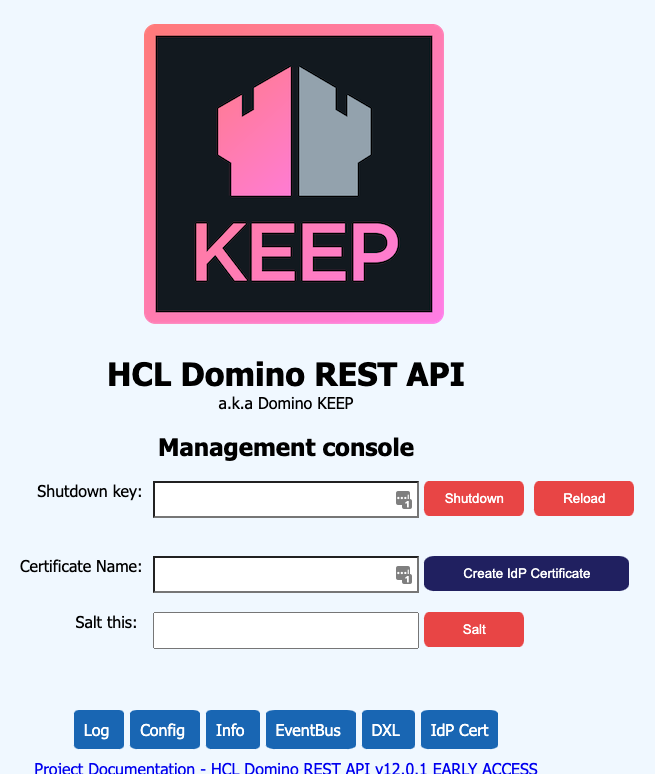 KEEP
HCL Domino REST API
a.k.a Domino KEEP
Management console
Shutdown key: Shutdown Reload
Certificate Name: Create IdP Certificate
Salt this: Salt
Log Config Info EventBus DXL IdP Cert
Project Documentation - HCL Domino REST API v12.0.1 EARLY ACCESS